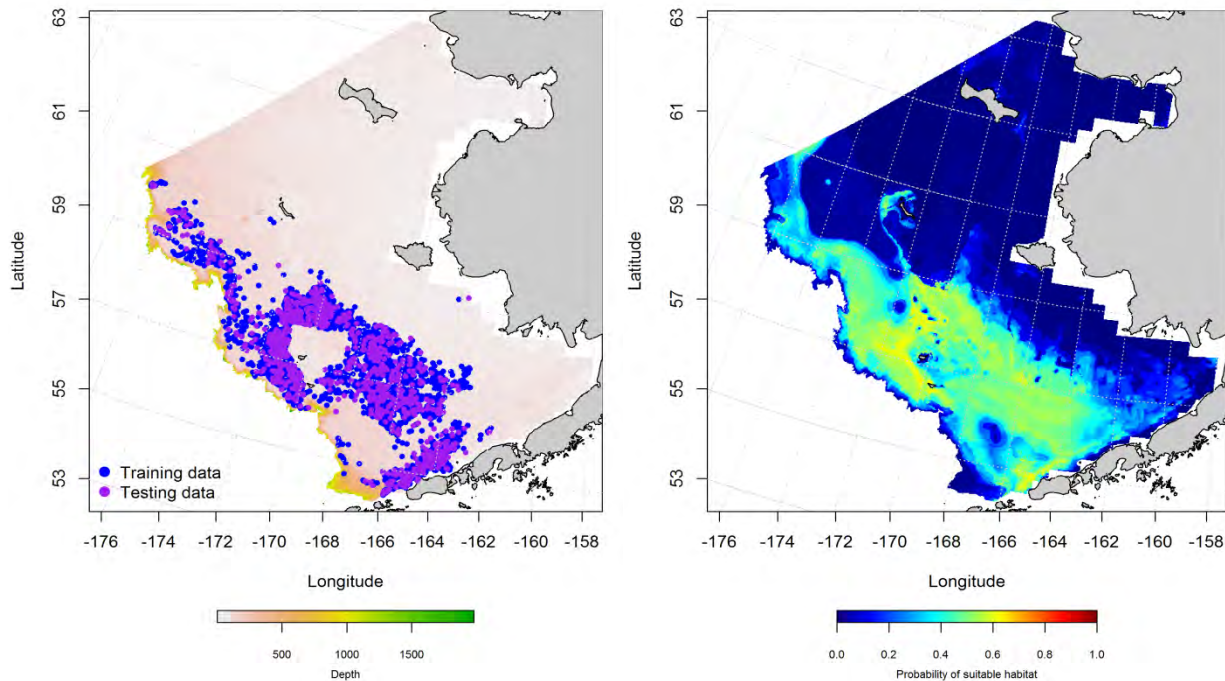 63
61
59
57
55
53
Latitude
Training data
Testing data
-176 -174 -172 -170 -168 -166 -164 -162 -160 -158
Longitude
500 1000 1500
Depth
63
61
59
57
55
53
Latitude
-176 -174 -172 -170 -168 -166 -164 -162 -160 -158
Longitude
0.0 0.2 0.4 0.6 0.8 1.0
Probability of suitable habitat